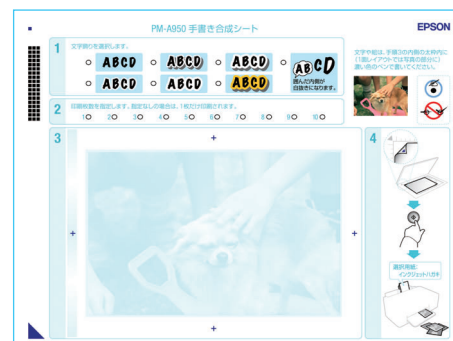 PM-A950 手書き合成シート
EPSON
1
文字飾りを選択します。
ABCD
ABCD
ABCD
ABCD
囲んだ内側が
白抜きになります。
ABCD
ABCD
ABCD
文字や絵は、手順3の内側の太枠内に
(1面レイアウトでは写真の部分に)
濃い色のペンで書いてください。
2
印刷枚数を指定します。指定なしの場合は、1枚だけ印刷されます。
1 2 3 4 5 6 7 8 9 10
3
4
選択用紙:
インクジェットハガキ